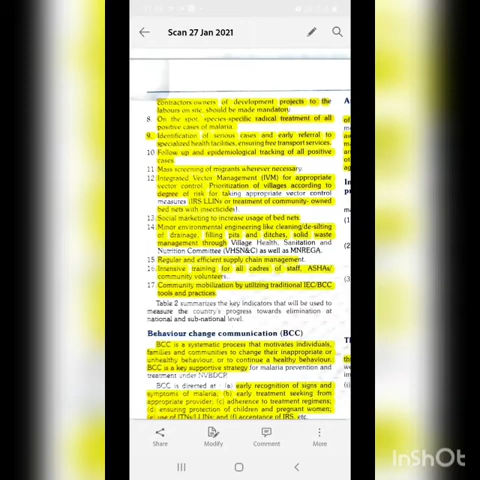 Scan 27 Jan 2021
contractors/owners of development projects to the
labours on site, should be made mandatory
8. On the spot, species-specific radical treatment of all
positive cases of malaria.
9. Identification of serious cases and early referral to
specialized health facilities, ensuring free transport services.
10. Follow up and epidemiological tracking of all positive
cases
11. Mass screening of migrants wherever necessary.
12. Integrated Vector Management (IVM) for appropriate
vector control. Prioritization of villages according to
degree of risk for taking appropriate vector control
measures (IRS LLINs or treatment of community-owned
bed nets with insecticides)
13. Social marketing to increase usage of bed nets.
14. Minor environmental engineering like cleaning/de-silting
of drainage, filling pits and ditches, solid waste
management through Village Health, Sanitation and
Nutrition Committee (VHSN&C) as well as MNREGA.
15. Regular and efficient supply chain management.
16. Intensive training for all cadres of staff, ASHAs/
community volunteers.
17. Community mobilization by utilizing traditional IEC/BCC
tools and practices.
Table 2 summarizes the key indicators that will be used to
measure the country's progress towards elimination at
national and sub-national level.
Behaviour change communication (BCC)
BCC is a systematic process that motivates individuals,
families and communities to change their inappropriate or
unhealthy behaviour, or to continue a healthy behaviour.
BCC is a key supportive strategy for malaria prevention and
treatment under NVBDCP.
BCC is directed at : (a) early recognition of signs and
symptoms of malaria; (b) early treatment seeking from
appropriate provider; (c) adherence to treatment regimens;
(d) ensuring protection of children and pregnant women;
(e) use of ITNs/LLINs; and (f) acceptance of IRS, etc.
Share
Modify
Comment
More
InShOt